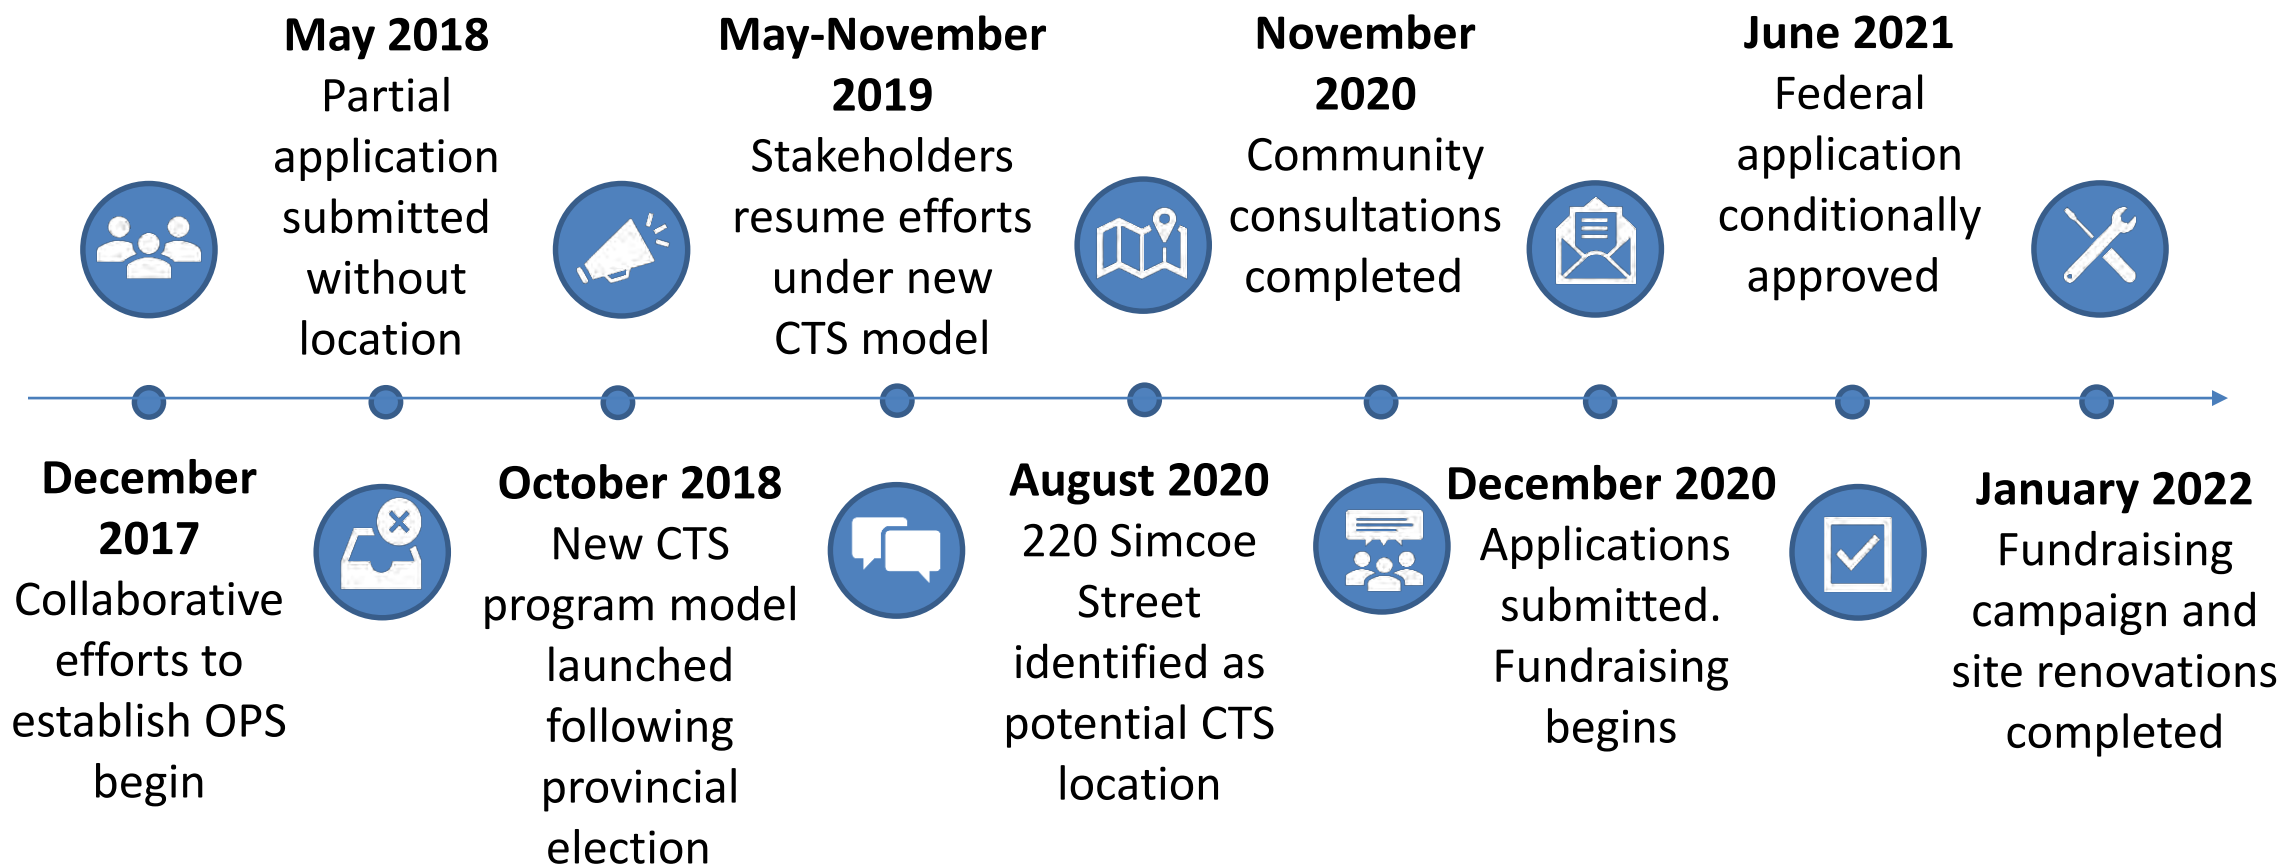 December
2017
Collaborative
efforts to
establish OPS
begin
May 2018
Partial
application
submitted
without
location
October 2018
New CTS
program model
launched
following
provincial
election
May-November
2019
Stakeholders
resume efforts
under new
CTS model
August 2020
220 Simcoe
Street
identified as
potential CTS
location
November
2020
Community
consultations
completed
December 2020
Applications
submitted.
Fundraising
begins
June 2021
Federal
application
conditionally
approved
January 2022
Fundraising
campaign and
site renovations
completed